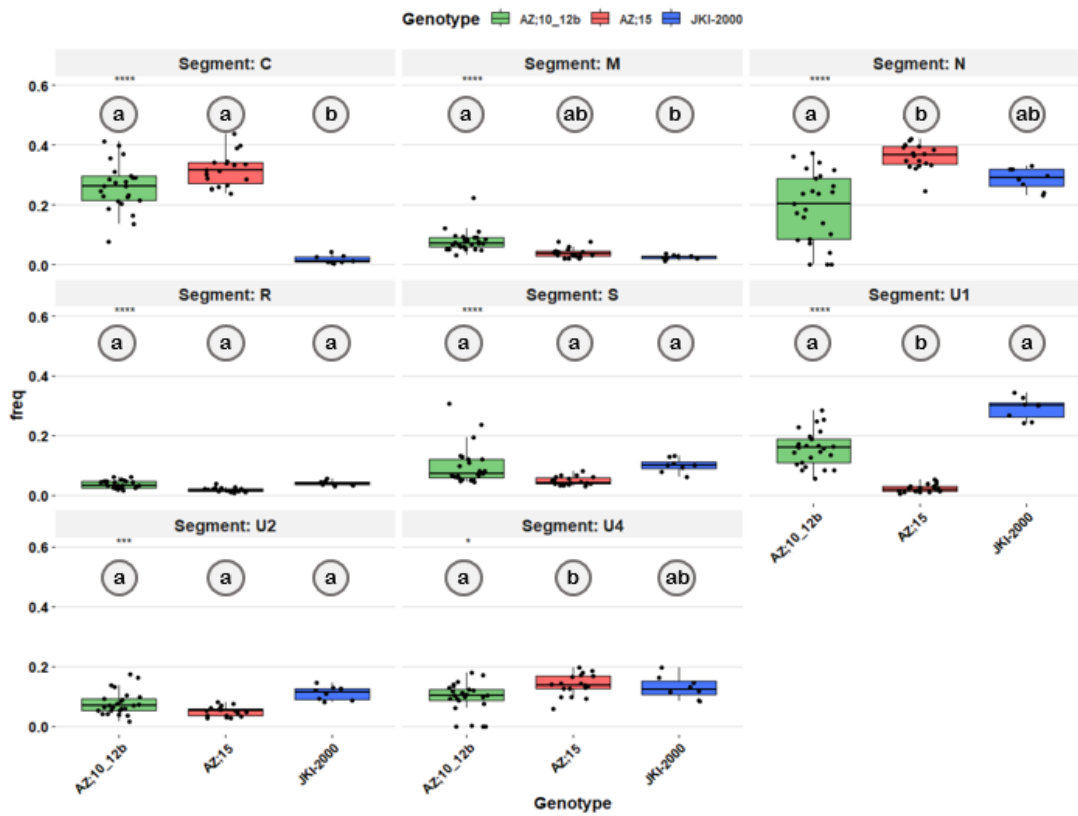 Genotype AZ;10_12b AZ;15 JKI-2000
Segment: C Segment: M Segment: N
**** **** ****
0.6
a a b a ab b a b ab
0.4
0.2
0.0
Segment: R Segment: S Segment: U1
**** **** ****
0.6
a a a a a a a b a
0.4
0.2
0.0
freq
Segment: U2 Segment: U4
*** *
AZ;10_12b AZ;15 JKI-2000
0.6
a a a a b ab
0.4
0.2
0.0
AZ;10_12b AZ;15 JKI-2000 AZ;10_12b AZ;15 JKI-2000
Genotype